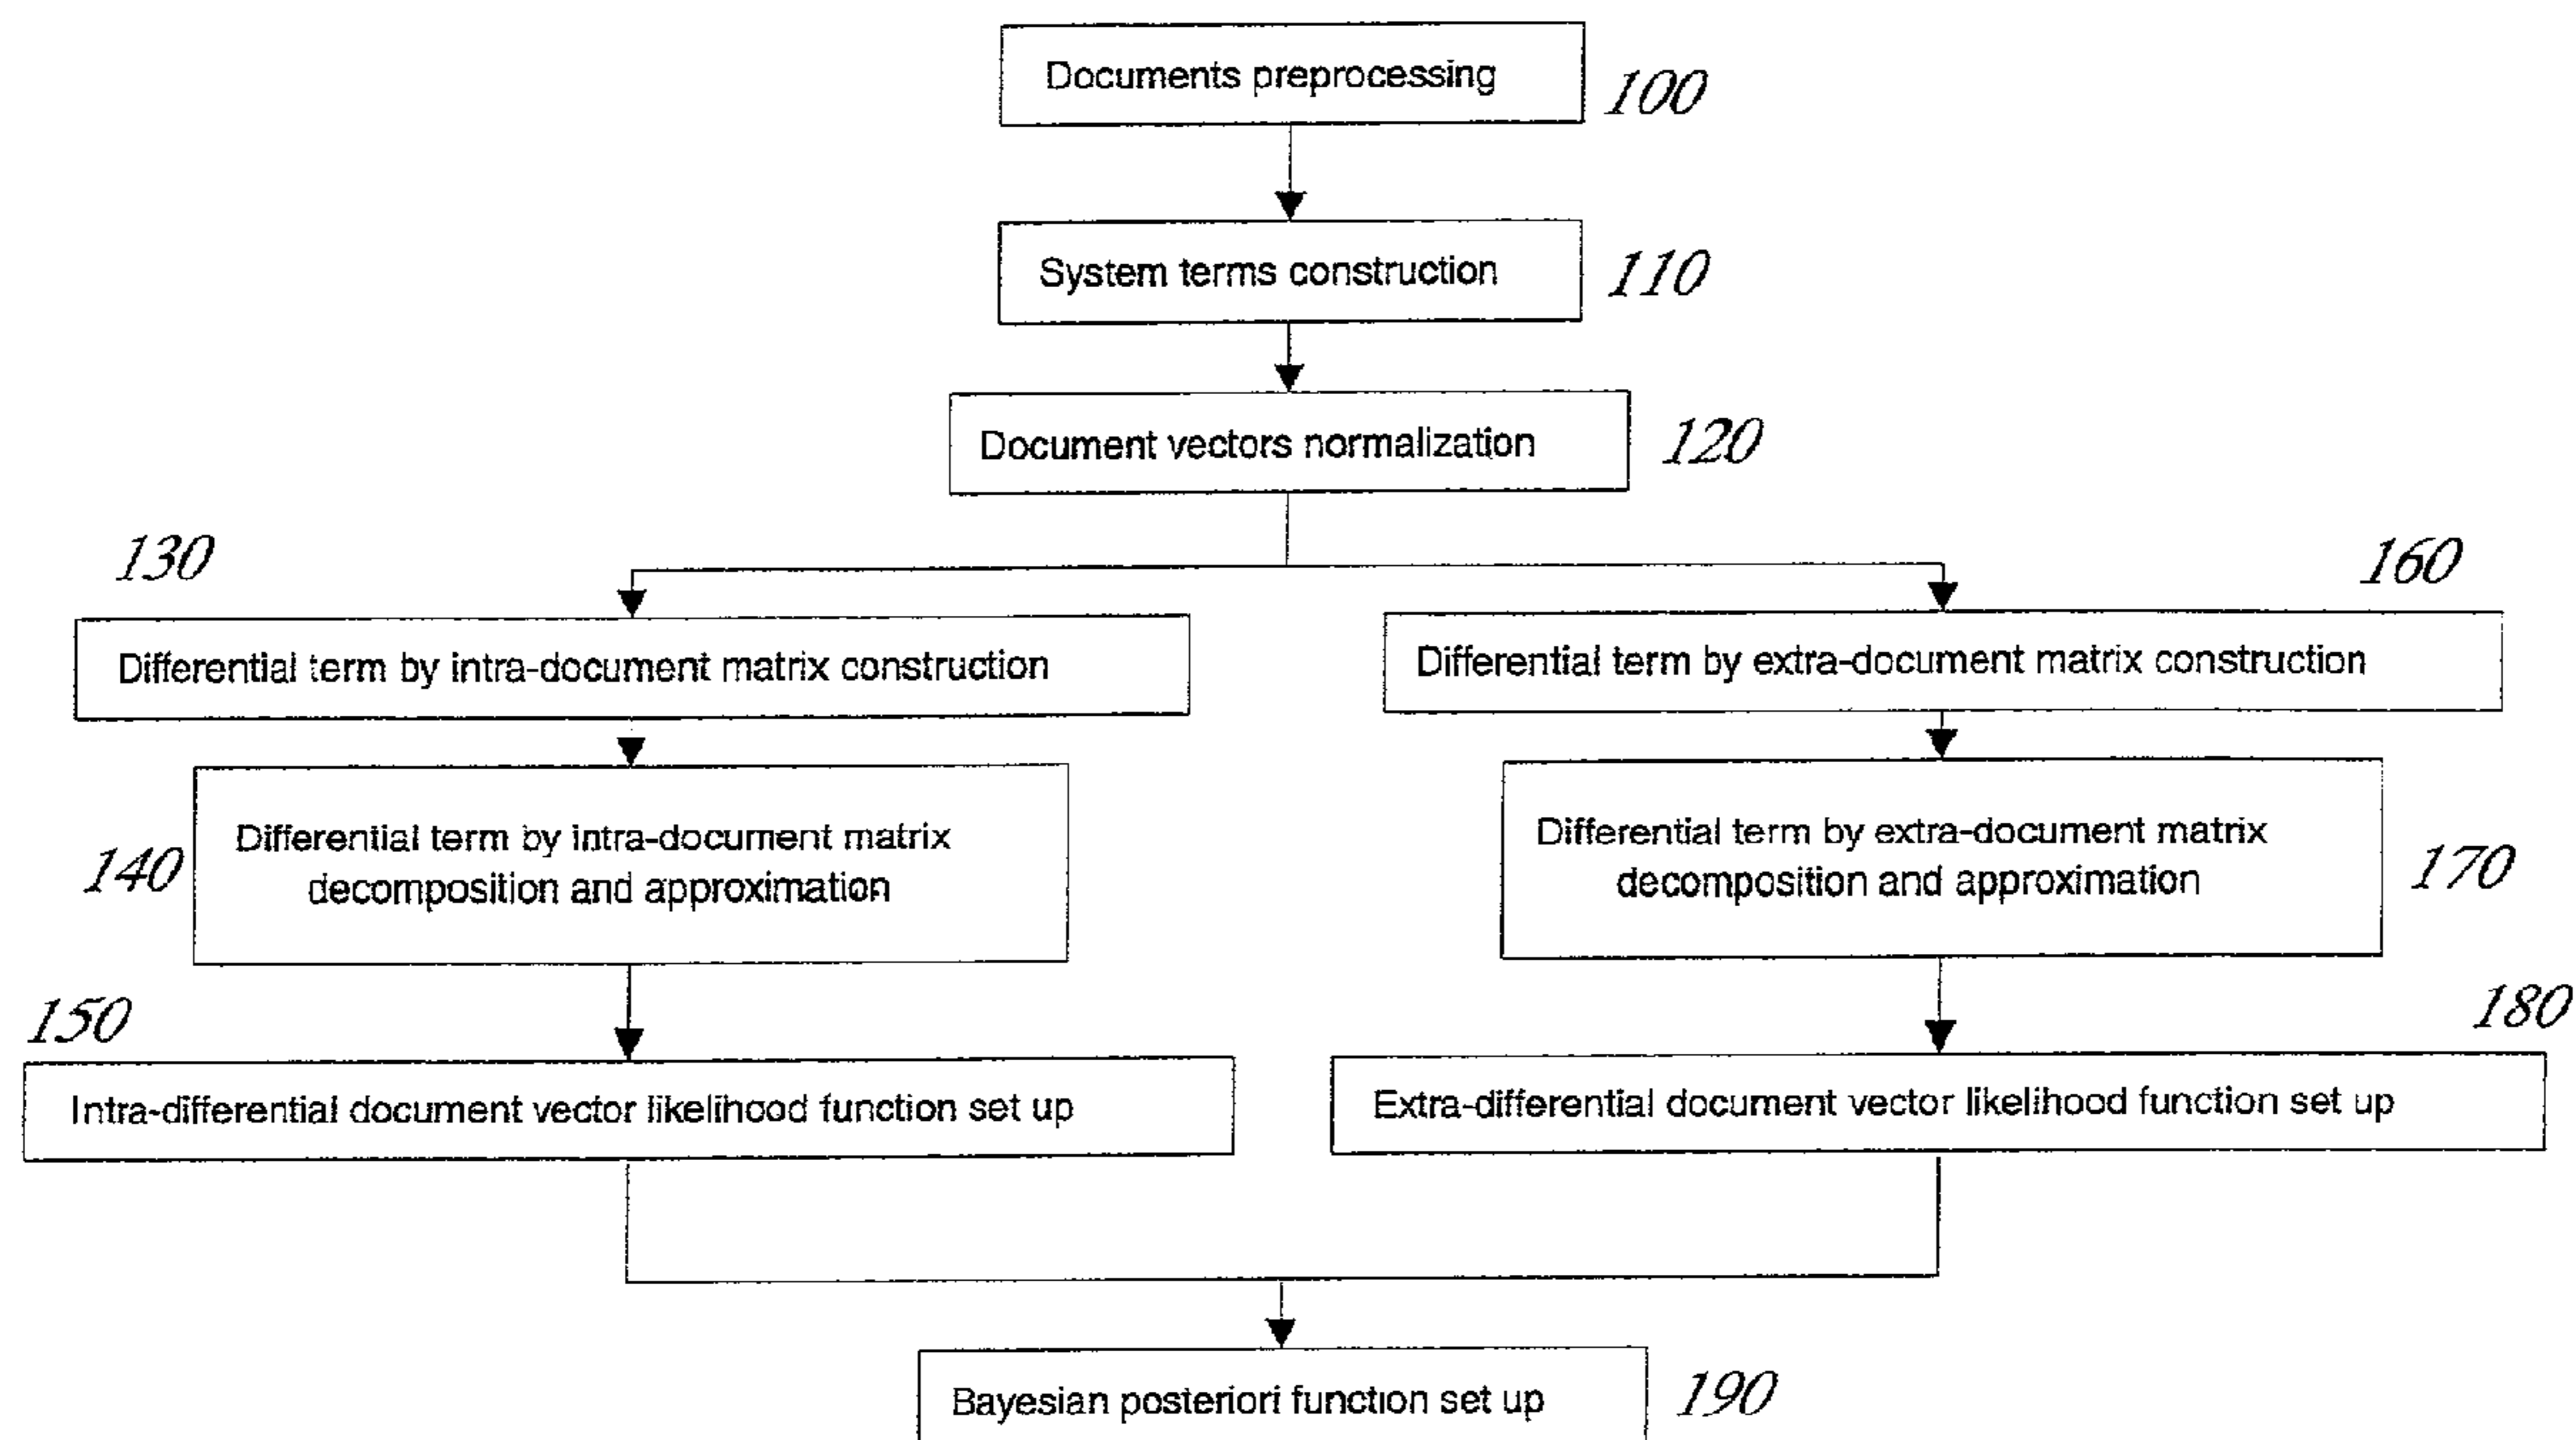 Documents preprocessing
100
System terms construction
110
Document vectors normalization
120
130
Differential term by intra-document matrix construction
140
Differential term by intra-document matrix
decomposition and approximation
150
Intra-differential document vector likelihood function set up
160
Differential term by extra-document matrix construction
Differential term by extra-document matrix
decomposition and approximation
170
180
Extra-differential document vector likelihood function set up
Bayesian posteriori function set up
190